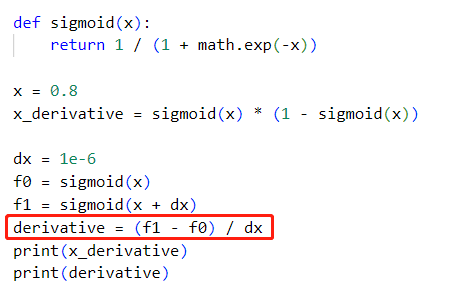 def sigmoid(x):
    return 1 / (1 + math.exp(-x))
x = 0.8
x_derivative = sigmoid(x) * (1 - sigmoid(x))
dx = 1e-6
f0 = sigmoid(x)
f1 = sigmoid(x + dx)
derivative = (f1 - f0) / dx
print(x_derivative)
print(derivative)